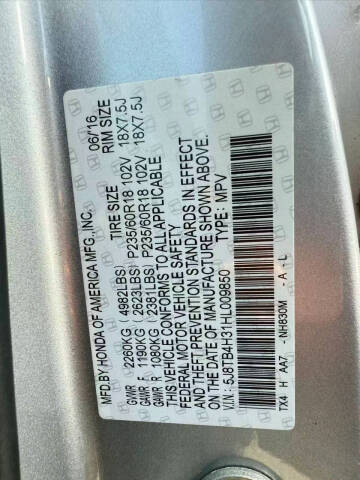 MFD.BY HONDA OF AMERICA MFG.,INC. 06/16
TIRE SIZE RIM SIZE
GVWR 2260KG (4982LBS) P235/60R18 102V 18X7.5J
GAWR F 1190KG (2623LBS) P235/60R18 102V 18X7.5J
GAWR R 1080KG (2381LBS)
THIS VEHICLE CONFORMS TO ALL APPLICABLE
FEDERAL MOTOR VEHICLE SAFETY
AND THEFT PREVENTION STANDARDS IN EFFECT
ON THE DATE OF MANUFACTURE SHOWN ABOVE.
V.I.N.: 5J8TB4H31HL009850 TYPE: MPV
TX4 H AA7 - NH830M - A - L